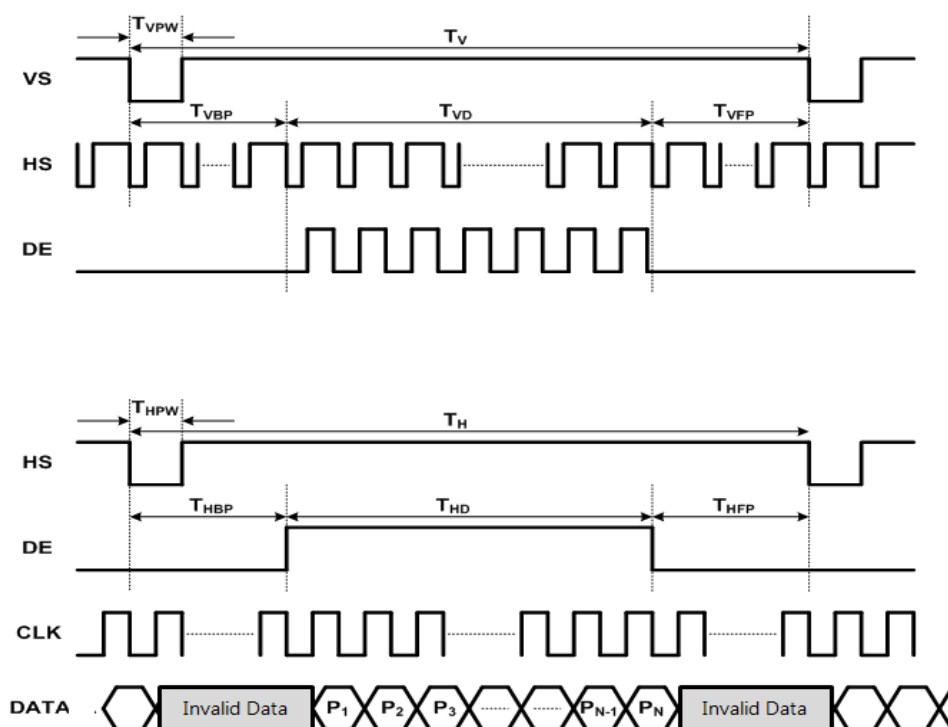 TVPW
TV
VS
TVBP TVD TVFP
HS
DE
THPW
TH
HS
THBP THD THFP
DE
CLK
DATA Invalid Data P1 P2 P3 PN-1 PN Invalid Data